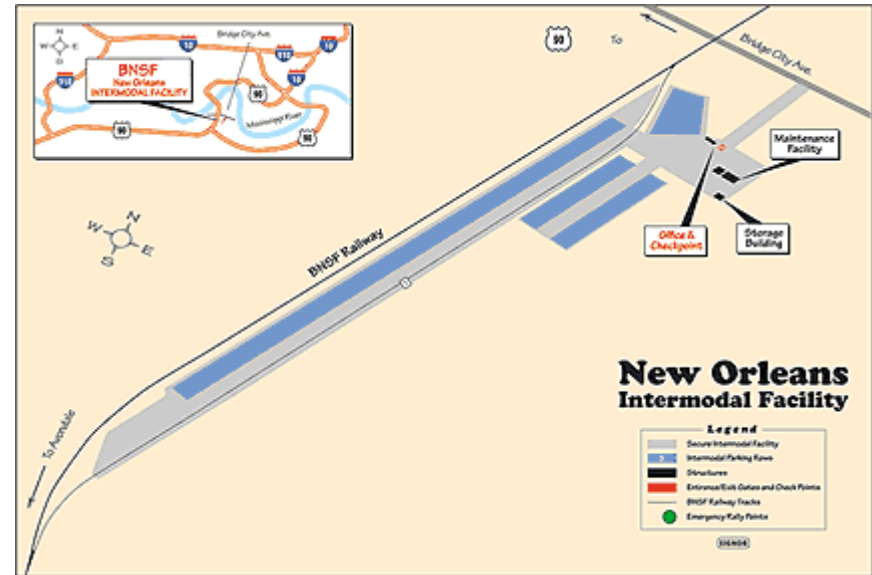 N
W E
S
10
10
310
610
10
90
90
90
Bridge City Ave.
Mississippi River
BNSF
New Orleans
INTERMODAL FACILITY
90
To
Bridge City Ave.
Maintenance
Facility
Office &
Checkpoint
Storage
Building
N
W E
S
BNSF Railway
1
To Avondale
New Orleans
Intermodal Facility
Legend
Secure Intermodal Facility
Intermodal Parking Rows
Structures
Entrance/Exit Gates and Check Points
BNSF Railway Tracks
Emergency Rally Points